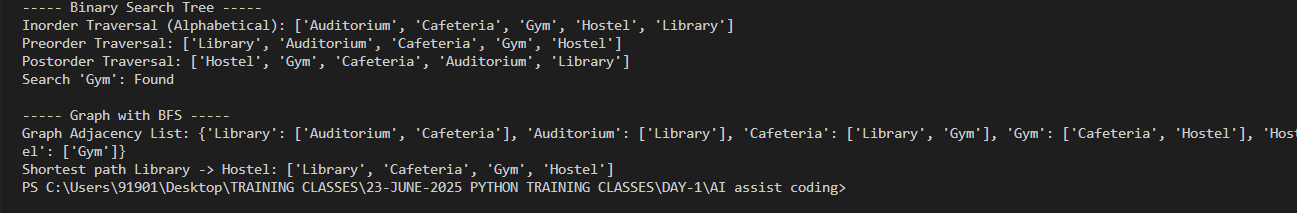 ----- Binary Search Tree -----
Inorder Traversal (Alphabetical): ['Auditorium', 'Cafeteria', 'Gym', 'Hostel', 'Library']
Preorder Traversal: ['Library', 'Auditorium', 'Cafeteria', 'Gym', 'Hostel']
Postorder Traversal: ['Hostel', 'Gym', 'Cafeteria', 'Auditorium', 'Library']
Search 'Gym': Found
----- Graph with BFS -----
Graph Adjacency List: {'Library': ['Auditorium', 'Cafeteria'], 'Auditorium': ['Library'], 'Cafeteria': ['Library', 'Gym'], 'Gym': ['Cafeteria', 'Hostel'], 'Host
el': ['Gym']}
Shortest path Library -> Hostel: ['Library', 'Cafeteria', 'Gym', 'Hostel']
PS C:\Users\91901\Desktop\TRAINING CLASSES\23-JUNE-2025 PYTHON TRAINING CLASSES\DAY-1\AI assist coding>